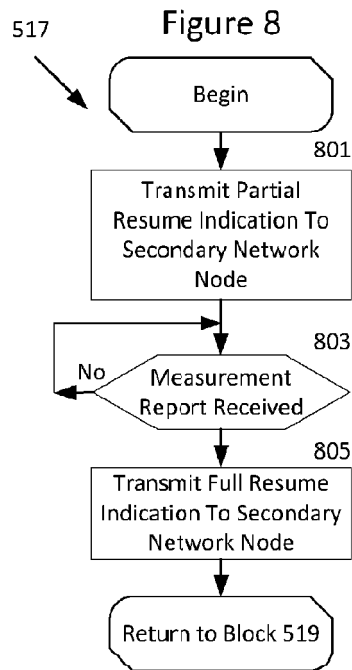 Figure 8
517
Begin
801
Transmit Partial
Resume Indication To
Secondary Network
Node
803
No
Measurement
Report Received
805
Transmit Full Resume
Indication To Secondary
Network Node
Return to Block 519